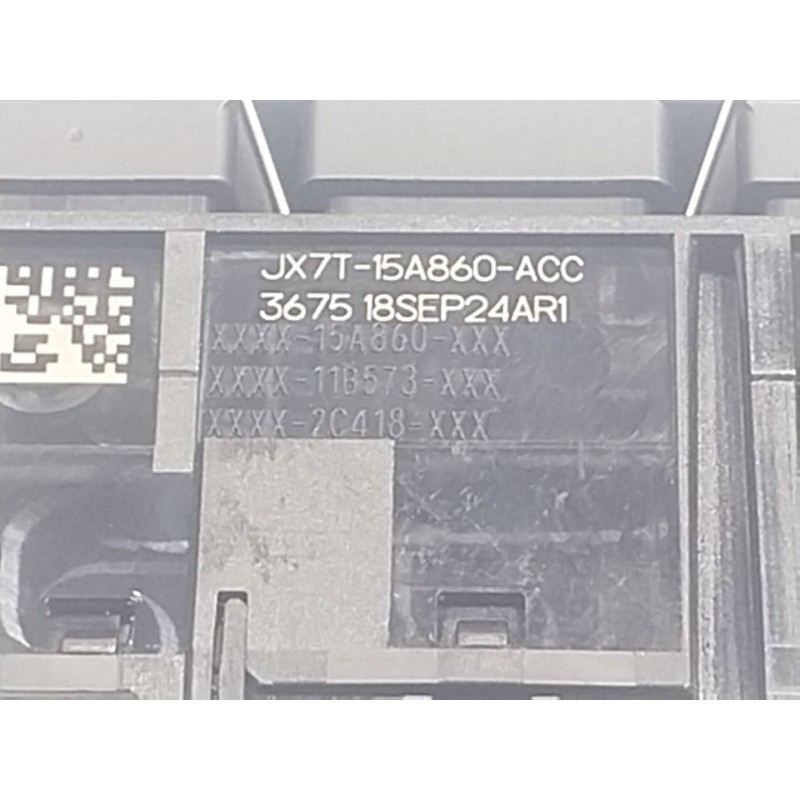 JX7T-15A860-ACC
3675 18SEP24AR1
XXXX-15A860-XXX
XXXX-11B573-XXX
XXXX-2C418-XXX